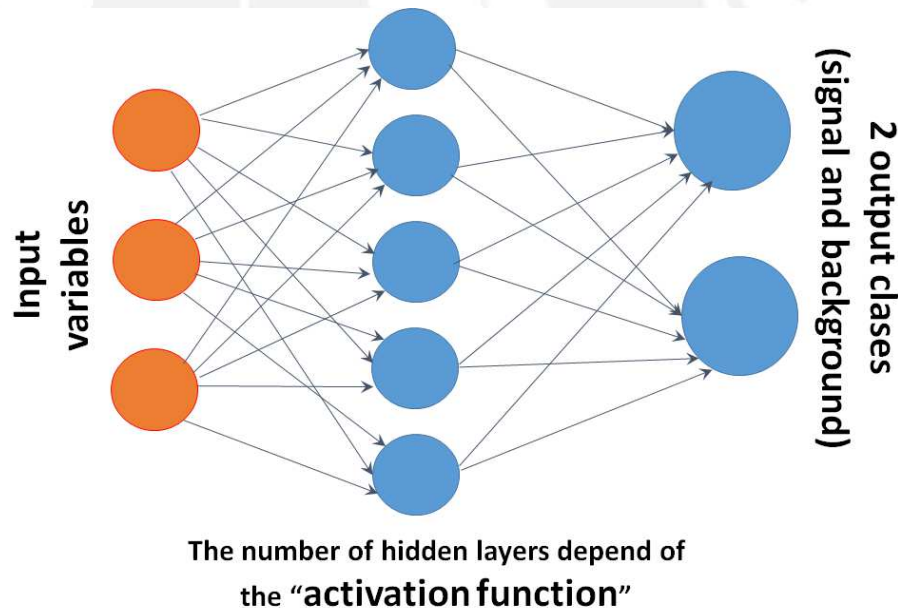 Input
variables
2 output clases
(signal and background)
The number of hidden layers depend of
the “activation function”